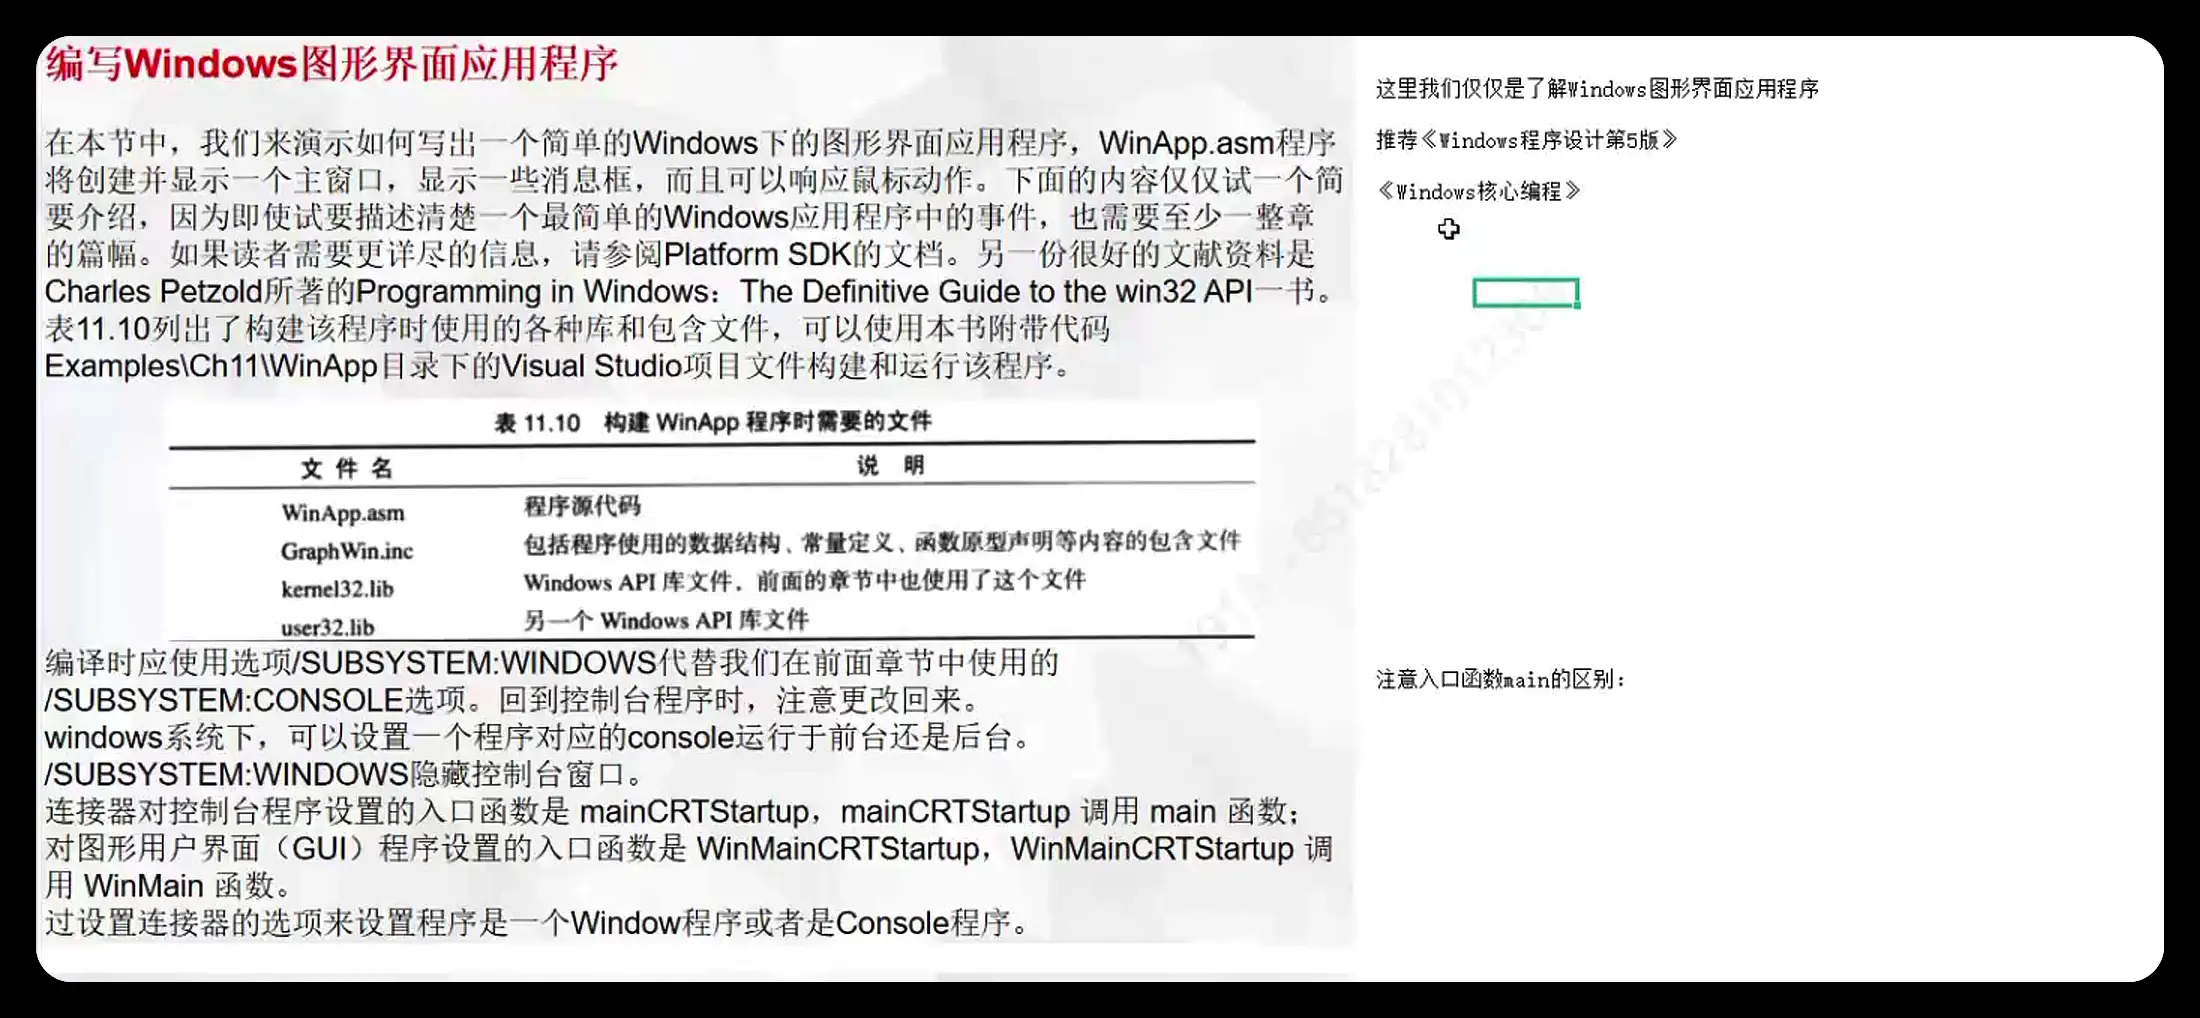 编写Windows图形界面应用程序
在本节中，我们来演示如何写出一个简单的Windows下的图形界面应用程序，WinApp.asm程序
将创建并显示一个主窗口，显示一些消息框，而且可以响应鼠标动作。下面的内容仅仅试一个简
要介绍，因为即使试要描述清楚一个最简单的Windows应用程序中的事件，也需要至少一整章
的篇幅。如果读者需要更详尽的信息，请参阅Platform SDK的文档。另一份很好的文献资料是
Charles Petzold所著的Programming in Windows：The Definitive Guide to the win32 API一书。
表11.10列出了构建该程序时使用的各种库和包含文件，可以使用本书附带代码
Examples\Ch11\WinApp目录下的Visual Studio项目文件构建和运行该程序。
表 11.10 构建 WinApp 程序时需要的文件
文 件 名 说 明
WinApp.asm 程序源代码
GraphWin.inc 包括程序使用的数据结构、常量定义、函数原型声明等内容的包含文件
kernel32.lib Windows API 库文件，前面的章节中也使用了这个文件
user32.lib 另一个 Windows API 库文件
编译时应使用选项/SUBSYSTEM:WINDOWS代替我们在前面章节中使用的
/SUBSYSTEM:CONSOLE选项。回到控制台程序时，注意更改回来。
windows系统下，可以设置一个程序对应的console运行于前台还是后台。
/SUBSYSTEM:WINDOWS隐藏控制台窗口。
连接器对控制台程序设置的入口函数是 mainCRTStartup，mainCRTStartup 调用 main 函数；
对图形用户界面（GUI）程序设置的入口函数是 WinMainCRTStartup，WinMainCRTStartup 调
用 WinMain 函数。
过设置连接器的选项来设置程序是一个Window程序或者是Console程序。
这里我们仅仅是了解Windows图形界面应用程序
推荐《Windows程序设计第5版》
《Windows核心编程》
注意入口函数main的区别：